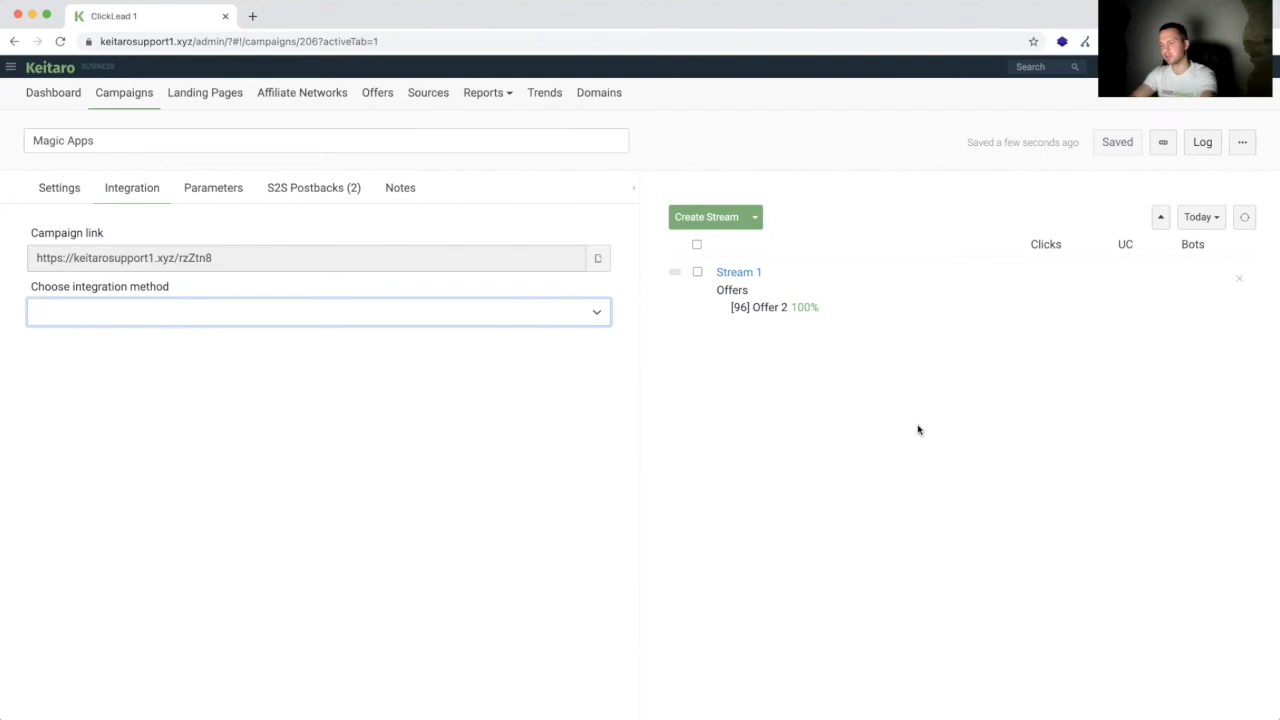 ClickLead 1
keitarosupport1.xyz/admin/?#!/campaigns/206?activeTab=1
Keitaro BUSINESS
Search
Dashboard Campaigns Landing Pages Affiliate Networks Offers Sources Reports Trends Domains
Magic Apps
Saved a few seconds ago Saved Log ...
Settings Integration Parameters S2S Postbacks (2) Notes
Campaign link
https://keitarosupport1.xyz/rzZtn8
Choose integration method
Create Stream Today
Clicks UC Bots
Stream 1
Offers
[96] Offer 2 100%